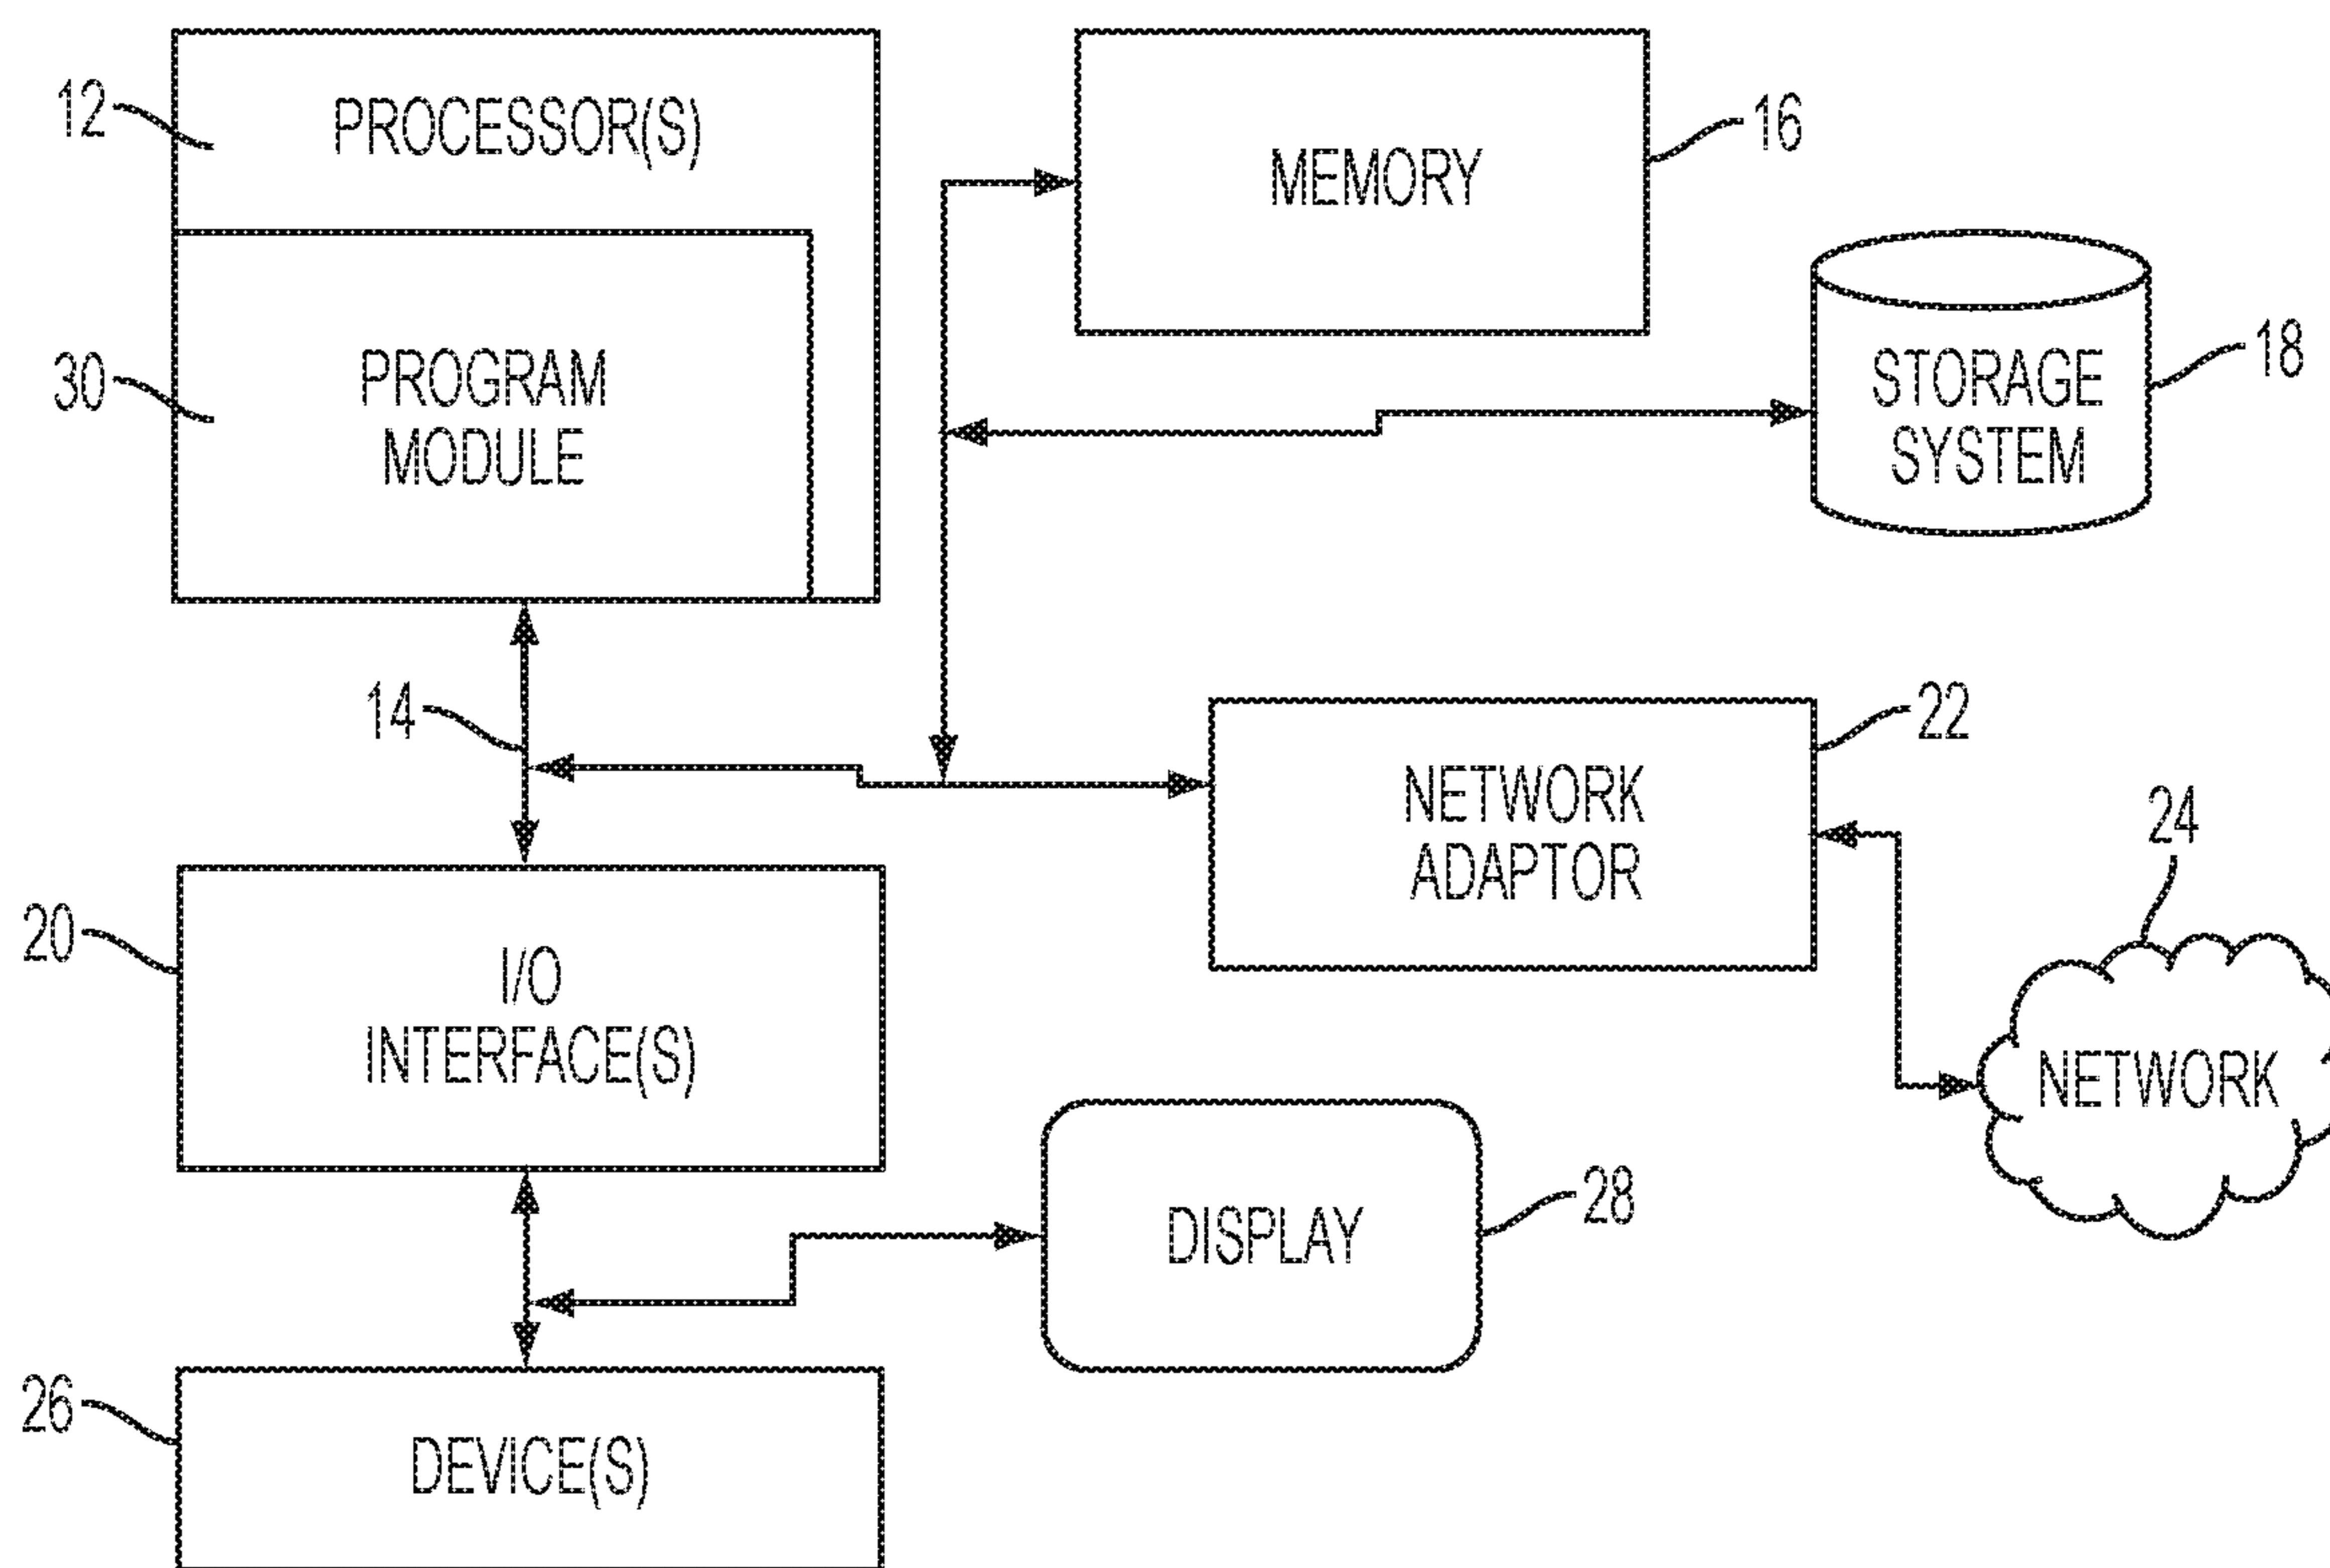 12
PROCESSOR(S)
MEMORY
16
30
PROGRAM
MODULE
STORAGE
SYSTEM
18
14
22
NETWORK
ADAPTOR
24
NETWORK
20
I/O
INTERFACE(S)
DISPLAY
28
26
DEVICE(S)